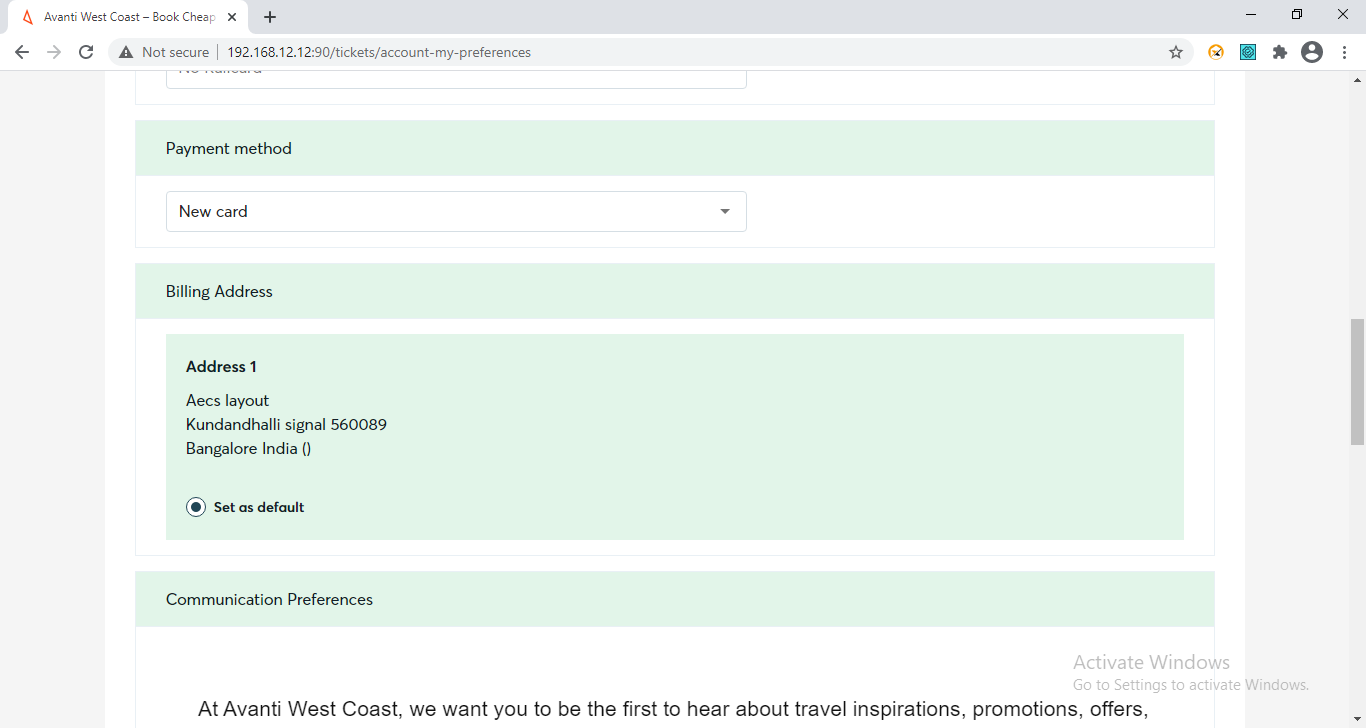 Avanti West Coast – Book Cheap
Not secure
192.168.12.12:90/tickets/account-my-preferences
Payment method
New card
Billing Address
Address 1
Aecs layout
Kundandhalli signal 560089
Bangalore India ()
Set as default
Communication Preferences
At Avanti West Coast, we want you to be the first to hear about travel inspirations, promotions, offers,
Activate Windows
Go to Settings to activate Windows.